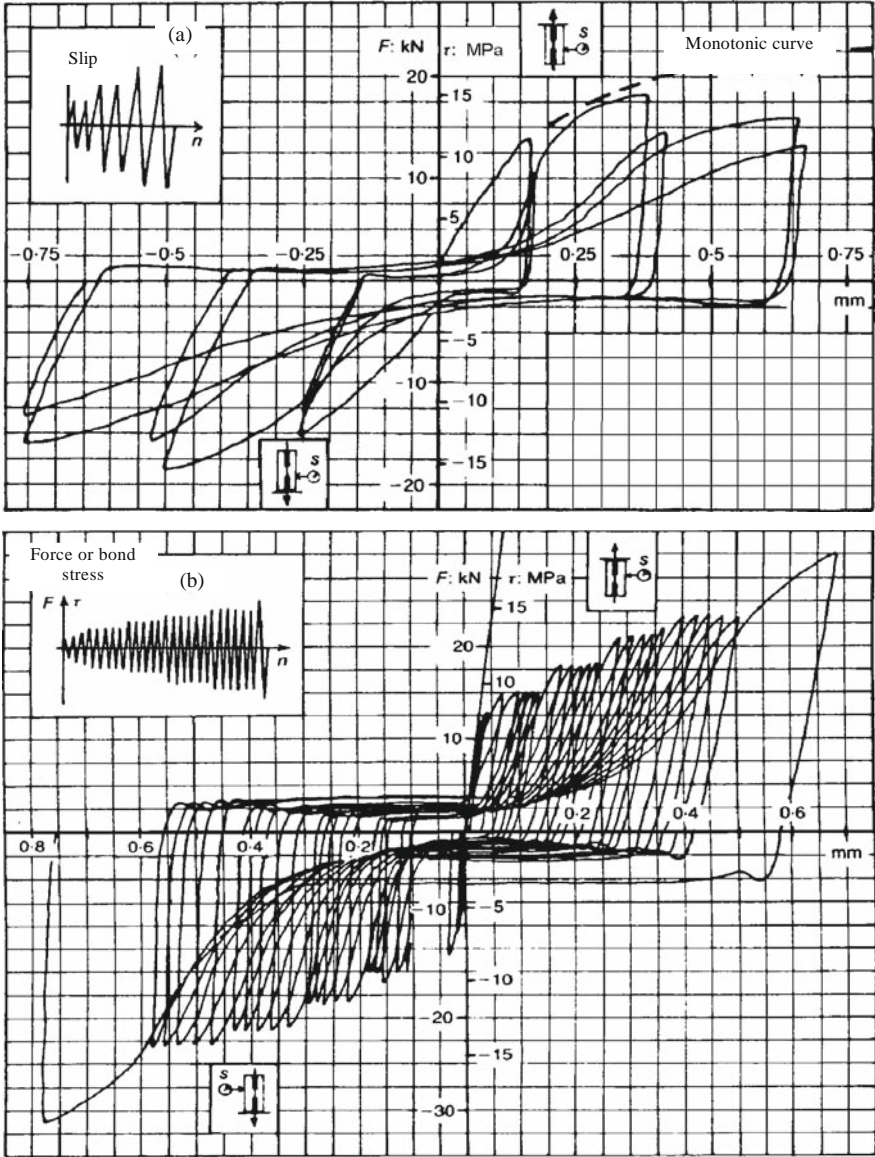 (a)
Slip
n
F: kN τ: MPa
s
Monotonic curve
20
15
10
10
5
-0·75 -0·5 -0·25 0 0·25 0·5 0·75
mm
-5
-10
-10
-15
-20
s
Force or bond
stress
(b)
F τ
n
F: kN τ: MPa
s
15
20
10
10
0·8 0·6 0·4 0·2 0 0·2 0·4 0·6
mm
-10 -5
-10
-20
-15
-30
s